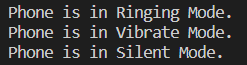 Phone is in Ringing Mode.
Phone is in Vibrate Mode.
Phone is in Silent Mode.